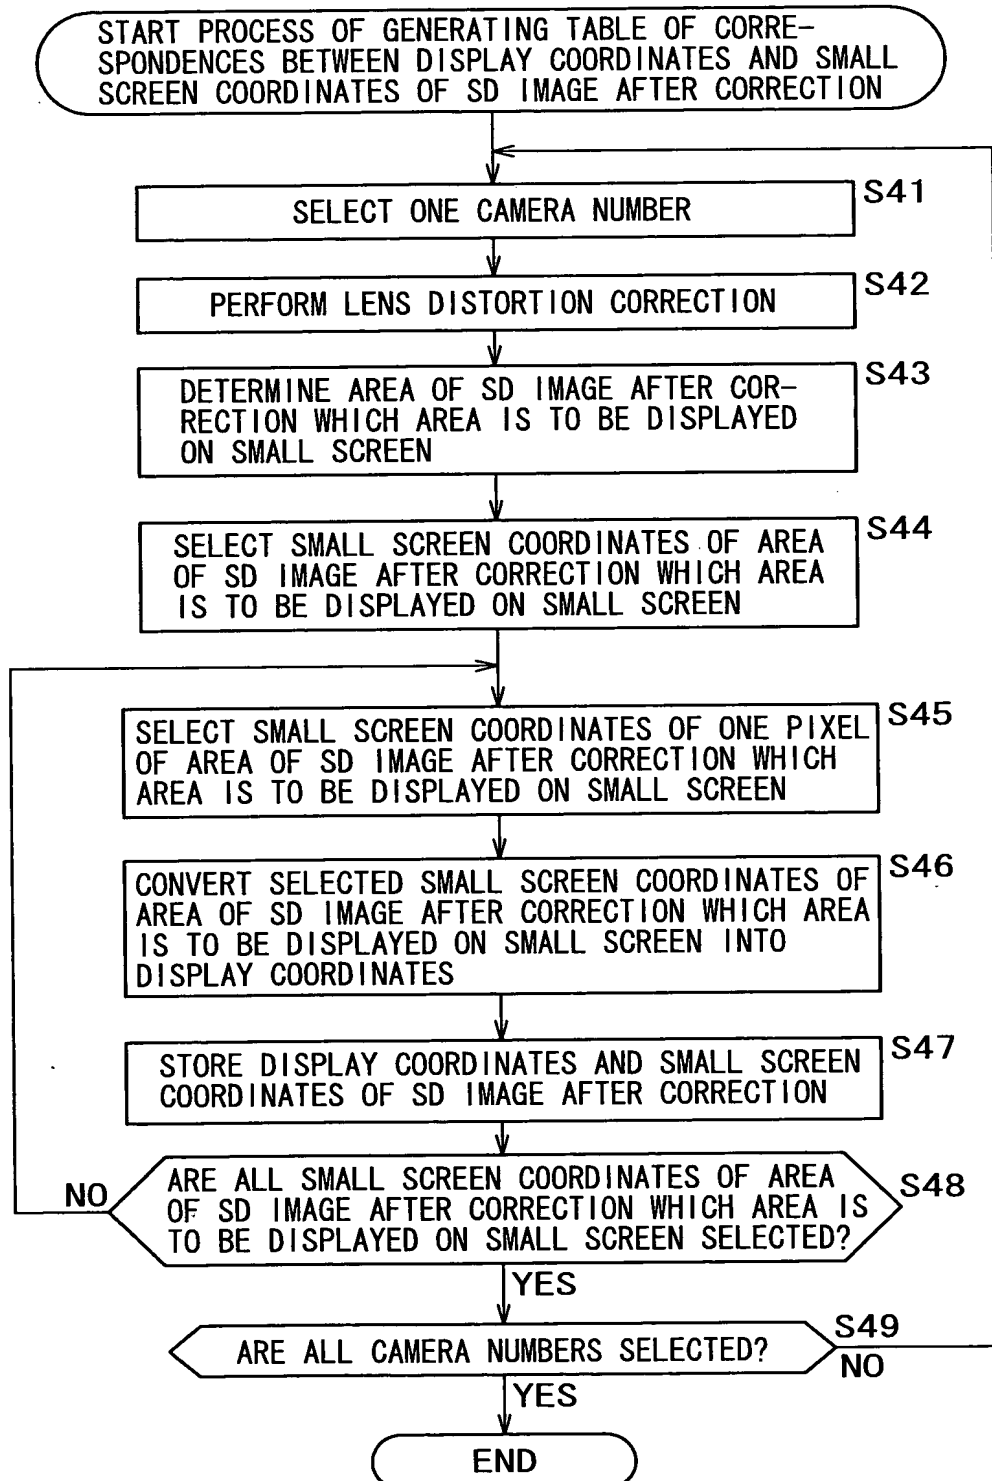 START PROCESS OF GENERATING TABLE OF CORRE-
SPONDENCES BETWEEN DISPLAY COORDINATES AND SMALL
SCREEN COORDINATES OF SD IMAGE AFTER CORRECTION
S41
SELECT ONE CAMERA NUMBER
S42
PERFORM LENS DISTORTION CORRECTION
S43
DETERMINE AREA OF SD IMAGE AFTER COR-
RECTION WHICH AREA IS TO BE DISPLAYED
ON SMALL SCREEN
S44
SELECT SMALL SCREEN COORDINATES OF AREA
OF SD IMAGE AFTER CORRECTION WHICH AREA
IS TO BE DISPLAYED ON SMALL SCREEN
S45
SELECT SMALL SCREEN COORDINATES OF ONE PIXEL
OF AREA OF SD IMAGE AFTER CORRECTION WHICH
AREA IS TO BE DISPLAYED ON SMALL SCREEN
S46
CONVERT SELECTED SMALL SCREEN COORDINATES OF
AREA OF SD IMAGE AFTER CORRECTION WHICH AREA
IS TO BE DISPLAYED ON SMALL SCREEN INTO
DISPLAY COORDINATES
S47
STORE DISPLAY COORDINATES AND SMALL SCREEN
COORDINATES OF SD IMAGE AFTER CORRECTION
S48
NO
ARE ALL SMALL SCREEN COORDINATES OF AREA
OF SD IMAGE AFTER CORRECTION WHICH AREA IS
TO BE DISPLAYED ON SMALL SCREEN SELECTED?
YES
S49
ARE ALL CAMERA NUMBERS SELECTED?
NO
YES
END